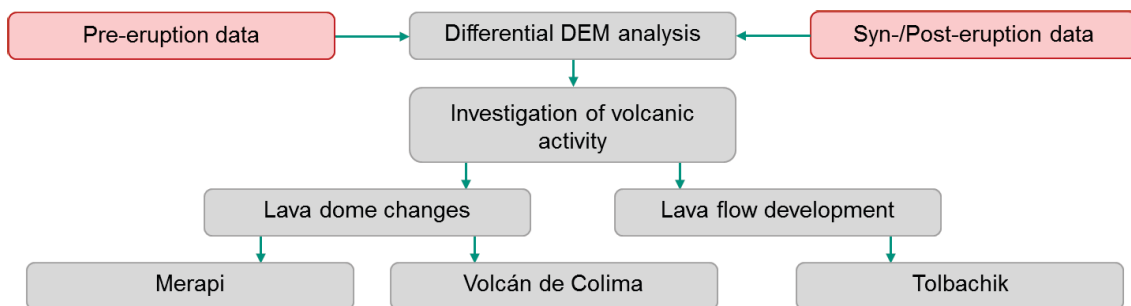 Pre-eruption data
Differential DEM analysis
Syn-/Post-eruption data
Investigation of volcanic
activity
Lava dome changes
Lava flow development
Merapi
Volcán de Colima
Tolbachik